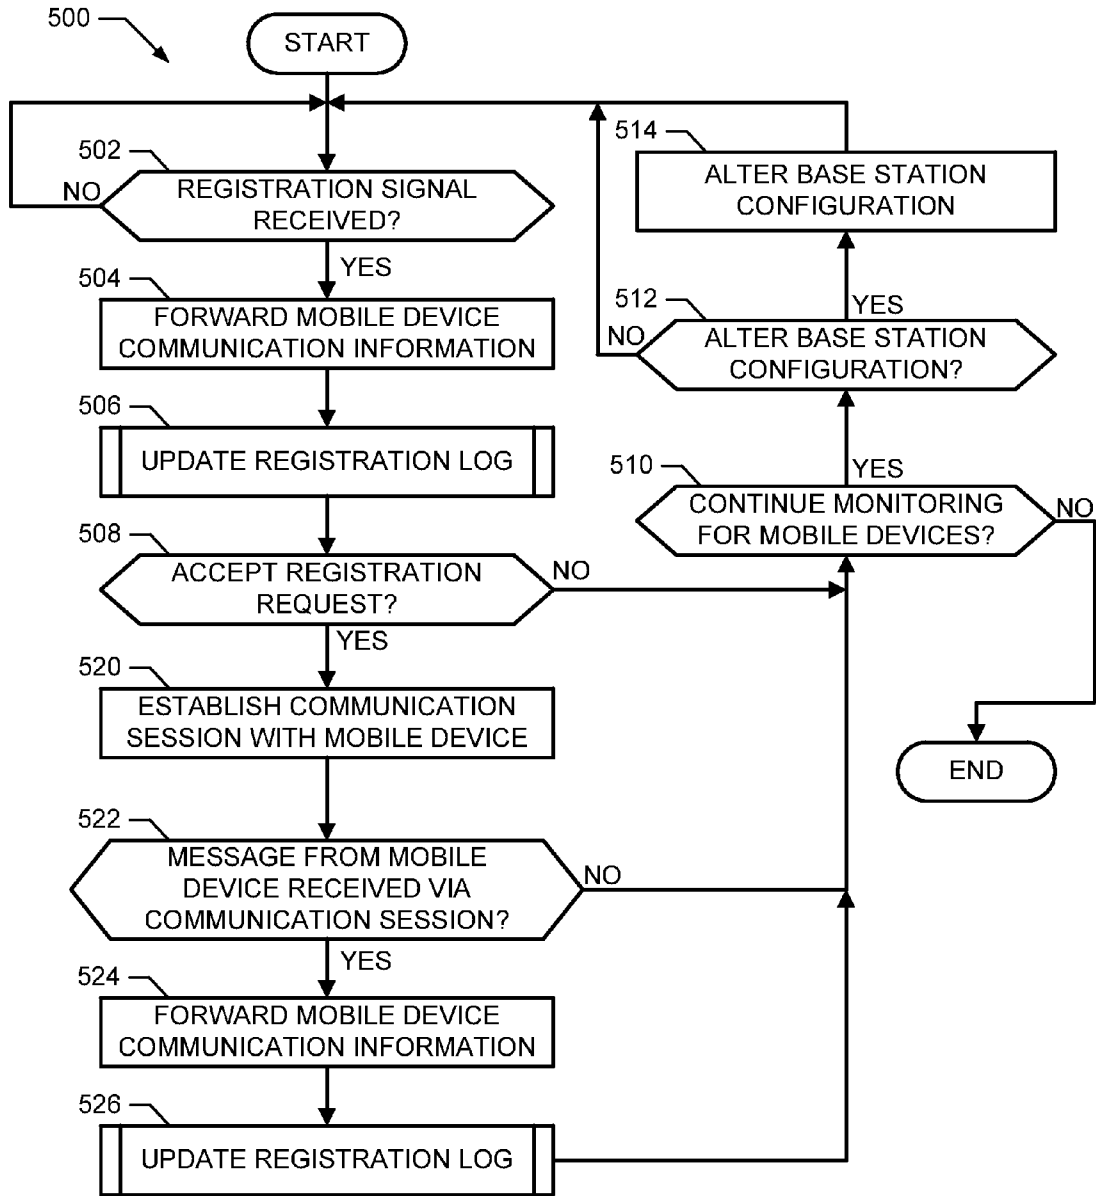 500
START
502
NO
REGISTRATION SIGNAL
RECEIVED?
YES
504
FORWARD MOBILE DEVICE
COMMUNICATION INFORMATION
506
UPDATE REGISTRATION LOG
508
ACCEPT REGISTRATION
REQUEST?
NO
YES
520
ESTABLISH COMMUNICATION
SESSION WITH MOBILE DEVICE
522
MESSAGE FROM MOBILE
DEVICE RECEIVED VIA
COMMUNICATION SESSION?
NO
YES
524
FORWARD MOBILE DEVICE
COMMUNICATION INFORMATION
526
UPDATE REGISTRATION LOG
514
ALTER BASE STATION
CONFIGURATION
YES
512
NO
ALTER BASE STATION
CONFIGURATION?
YES
510
CONTINUE MONITORING
FOR MOBILE DEVICES?
NO
END